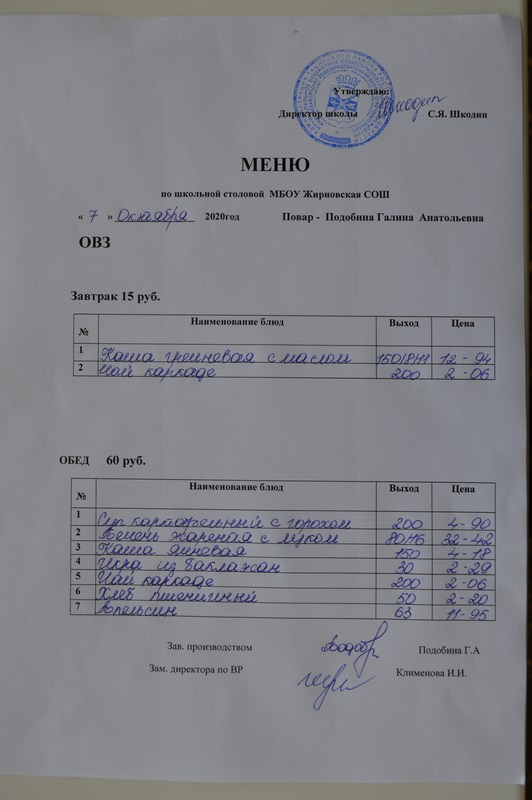 Утверждаю:
Директор школы С.Я. Шкодин
МЕНЮ
по школьной столовой МБОУ Жирновская СОШ
« 7 » Октября 2020год Повар - Подобина Галина Анатольевна
ОВЗ
Завтрак 15 руб.
№ Наименование блюд Выход Цена
1 Каша гречневая с маслом 150/8/11 12-94
2 Чай каркаде 200 2-06
ОБЕД 60 руб.
№ Наименование блюд Выход Цена
1 Суп картофельный с горохом 200 4-90
2 Печень жареная с луком 80/16 32-42
3 Каша ячневая 150 4-18
4 Икра из баклажан 30 2-29
5 Чай каркаде 200 2-06
6 Хлеб пшеничный 50 2-20
7 Апельсин 63 11-95
Зав. производством Подобина Г.А
Зам. директора по ВР Клименова И.И.